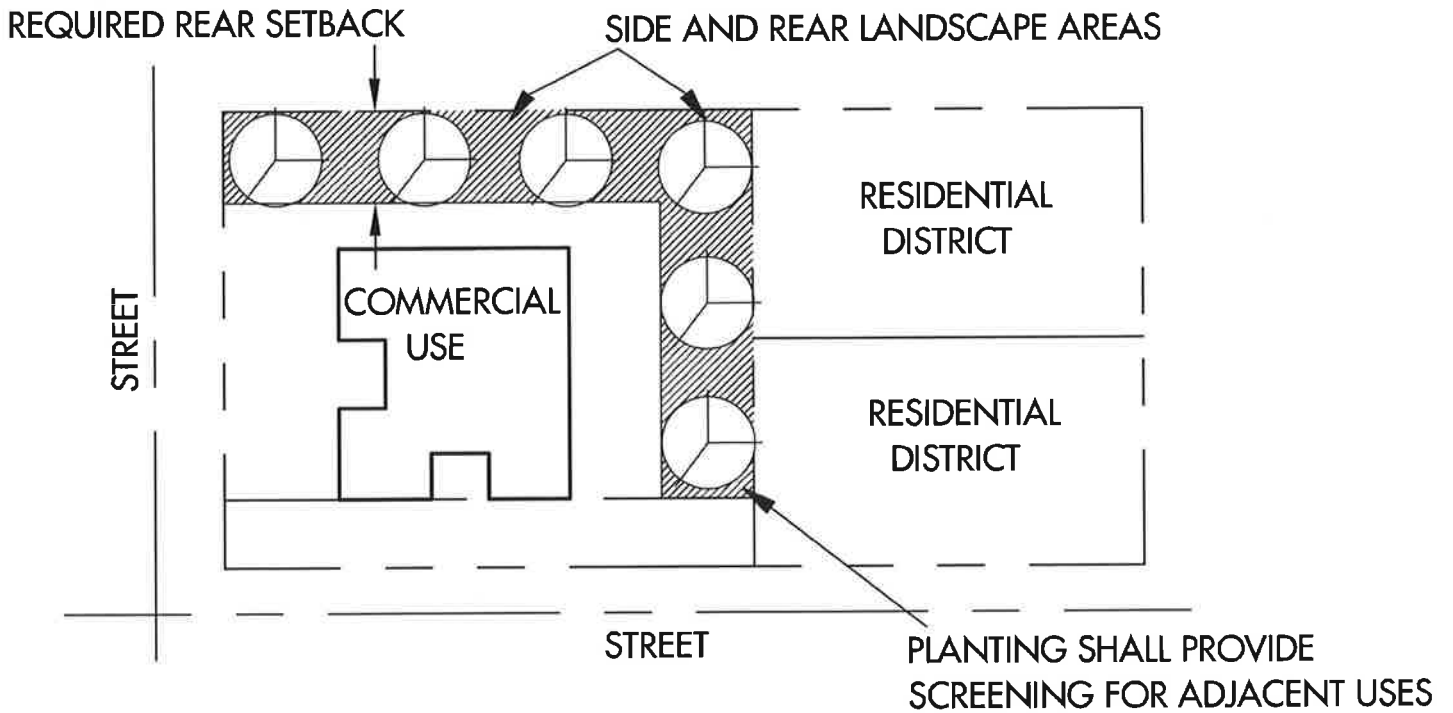 REQUIRED REAR SETBACK
SIDE AND REAR LANDSCAPE AREAS
RESIDENTIAL
DISTRICT
COMMERCIAL
USE
STREET
RESIDENTIAL
DISTRICT
STREET
PLANTING SHALL PROVIDE
SCREENING FOR ADJACENT USES